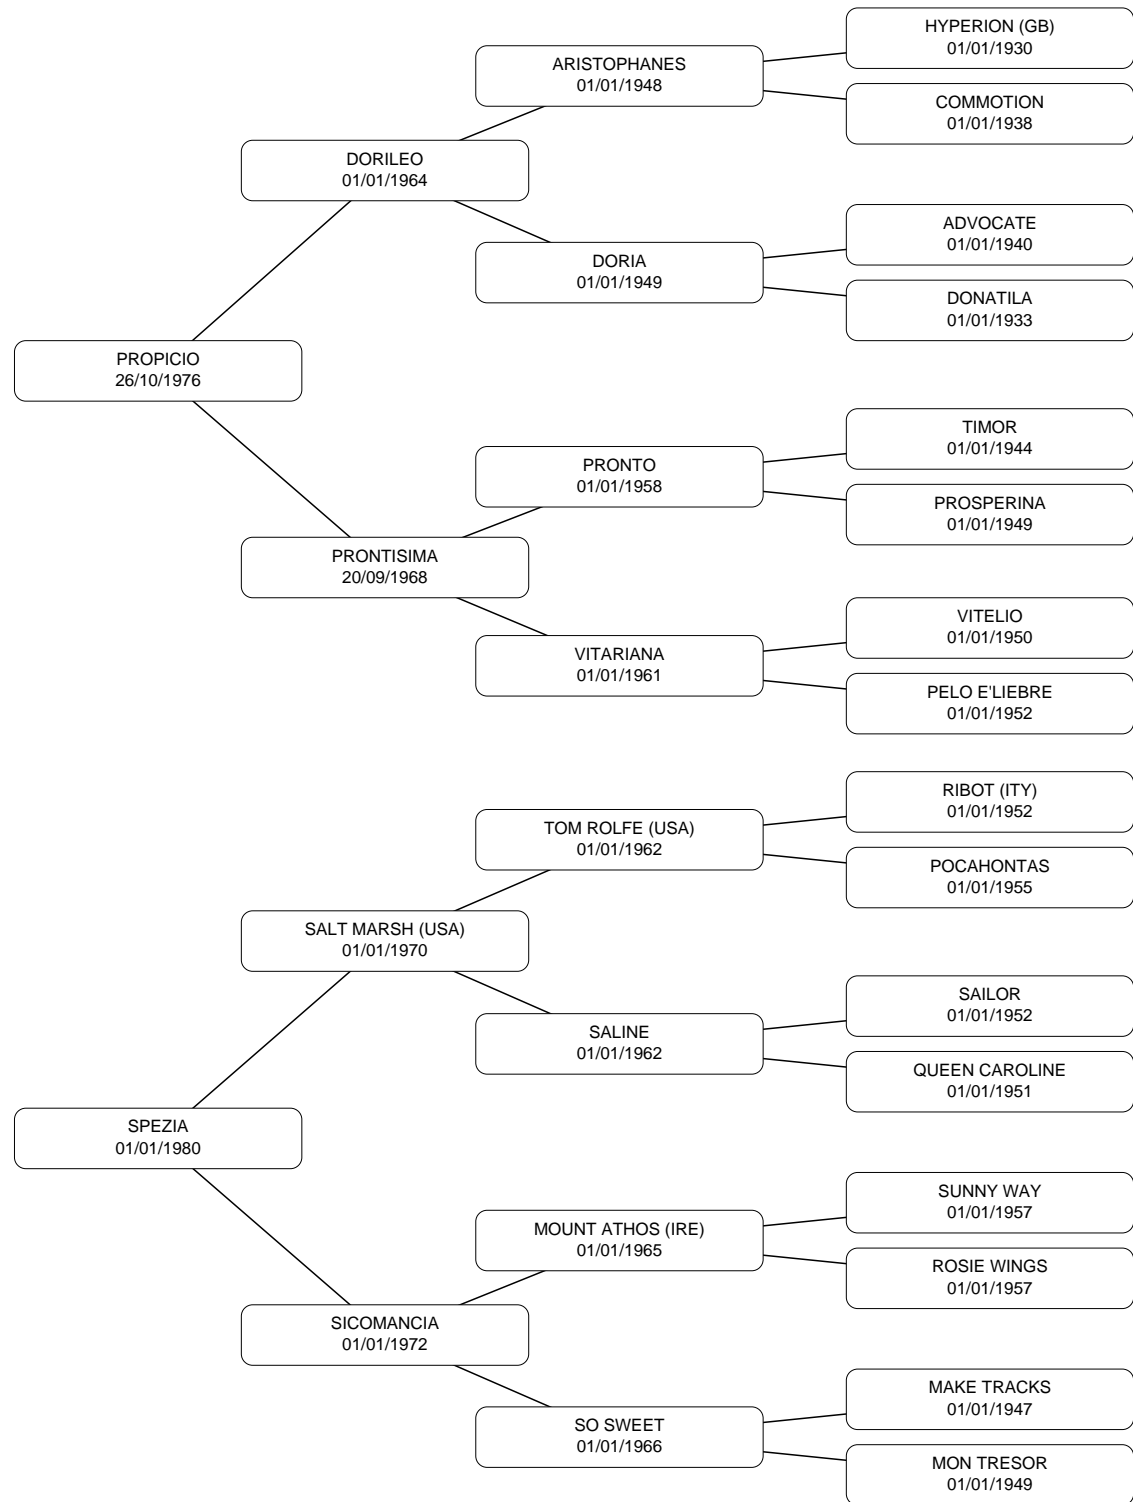 HYPERION (GB)
01/01/1930
ARISTOPHANES
01/01/1948
COMMOTION
01/01/1938
DORILEO
01/01/1964
ADVOCATE
01/01/1940
DORIA
01/01/1949
DONATILA
01/01/1933
PROPICIO
26/10/1976
TIMOR
01/01/1944
PRONTO
01/01/1958
PROSPERINA
01/01/1949
PRONTISIMA
20/09/1968
VITELIO
01/01/1950
VITARIANA
01/01/1961
PELO E'LIEBRE
01/01/1952
RIBOT (ITY)
01/01/1952
TOM ROLFE (USA)
01/01/1962
POCAHONTAS
01/01/1955
SALT MARSH (USA)
01/01/1970
SAILOR
01/01/1952
SALINE
01/01/1962
QUEEN CAROLINE
01/01/1951
SPEZIA
01/01/1980
SUNNY WAY
01/01/1957
MOUNT ATHOS (IRE)
01/01/1965
ROSIE WINGS
01/01/1957
SICOMANCIA
01/01/1972
MAKE TRACKS
01/01/1947
SO SWEET
01/01/1966
MON TRESOR
01/01/1949